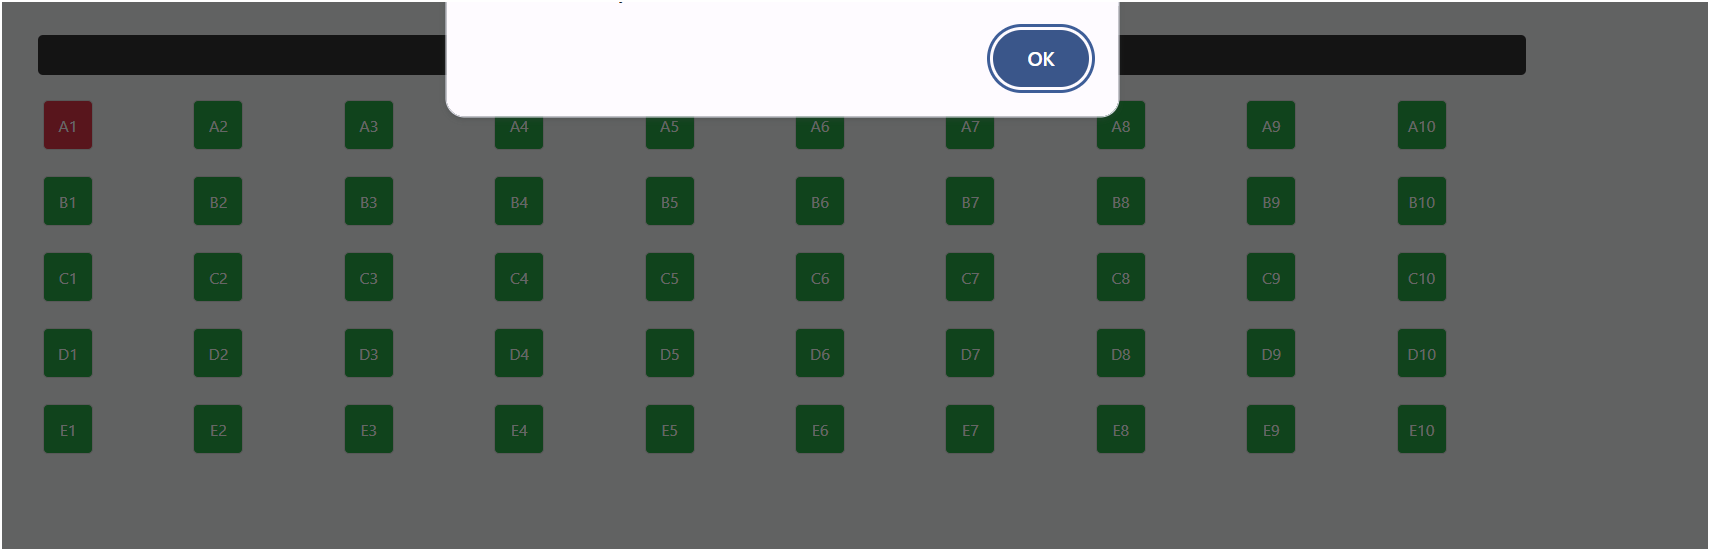 OK
A1 A2 A3 A4 A5 A6 A7 A8 A9 A10
B1 B2 B3 B4 B5 B6 B7 B8 B9 B10
C1 C2 C3 C4 C5 C6 C7 C8 C9 C10
D1 D2 D3 D4 D5 D6 D7 D8 D9 D10
E1 E2 E3 E4 E5 E6 E7 E8 E9 E10